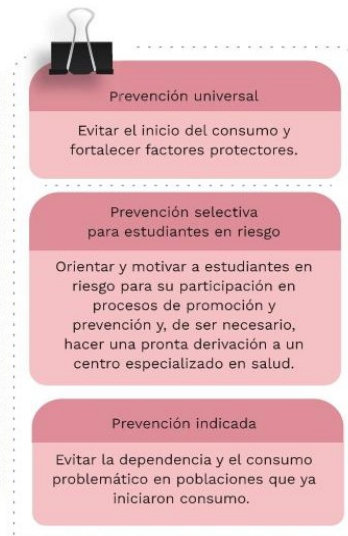 Prevención universal
Evitar el inicio del consumo y
fortalecer factores protectores.
Prevención selectiva
para estudiantes en riesgo
Orientar y motivar a estudiantes en
riesgo para su participación en
procesos de promoción y
prevención y, de ser necesario,
hacer una pronta derivación a un
centro especializado en salud.
Prevención indicada
Evitar la dependencia y el consumo
problemático en poblaciones que ya
iniciaron consumo.